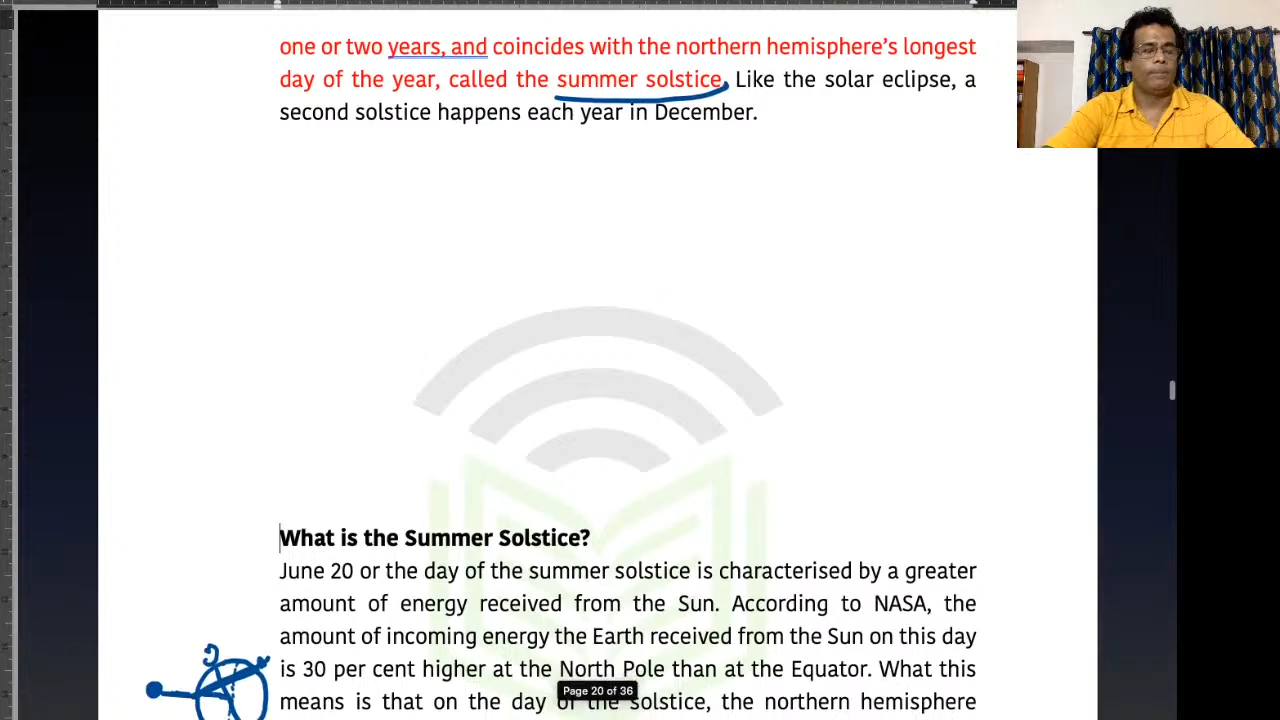 one or two years, and coincides with the northern hemisphere's longest
day of the year, called the summer solstice. Like the solar eclipse, a
second solstice happens each year in December.
What is the Summer Solstice?
June 20 or the day of the summer solstice is characterised by a greater
amount of energy received from the Sun. According to NASA, the
amount of incoming energy the Earth received from the Sun on this day
is 30 per cent higher at the North Pole than at the Equator. What this
means is that on the day of the solstice, the northern hemisphere
Page 20 of 36